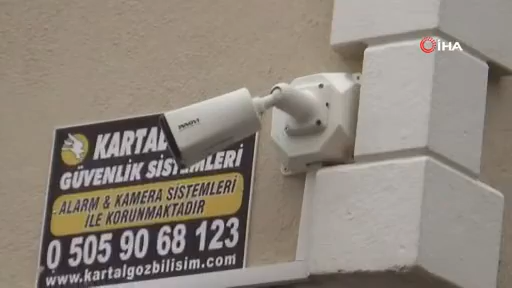 İHA
KARTAL
GÜVENLİK SİSTEMLERİ
ALARM & KAMERA SİSTEMLERİ
İLE KORUNMAKTADIR
0 505 90 68 123
www.kartalgozbilisim.com